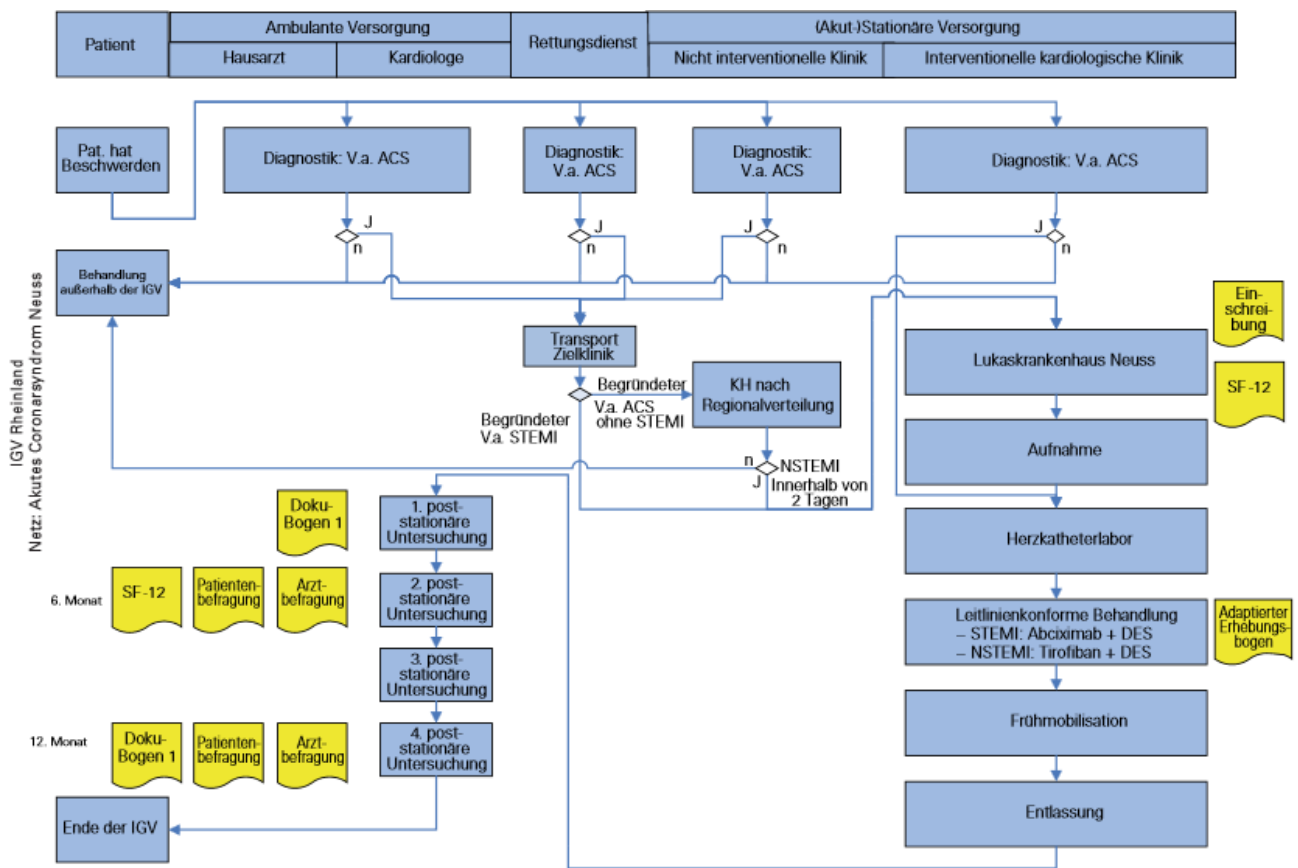 Patient
Ambulante Versorgung
Hausarzt
Kardiologe
Rettungsdienst
(Akut-)Stationäre Versorgung
Nicht interventionelle Klinik
Interventionelle kardiologische Klinik
Pat. hat
Beschwerden
Diagnostik: V.a. ACS
Diagnostik:
V.a. ACS
Diagnostik:
V.a. ACS
Diagnostik: V.a. ACS
J
n
J
n
J
n
J
n
Behandlung
außerhalb der IGV
IGV Rheinland
Netz: Akutes Coronarsyndrom Neuss
Transport
Zielklinik
Begründeter
V.a. ACS
ohne STEMI
Begründeter
V.a. STEMI
KH nach
Regionalverteilung
n
J
NSTEMI
Innerhalb von
2 Tagen
Lukaskrankenhaus Neuss
Ein-
schreibung
SF-12
Aufnahme
Herzkatheterlabor
Leitlinienkonforme Behandlung
– STEMI: Abciximab + DES
– NSTEMI: Tirofiban + DES
Adaptierter
Erhebungs-
bogen
Frühmobilisation
Entlassung
Doku-
Bogen 1
1. post-
stationäre
Untersuchung
6. Monat
SF-12
Patienten-
befragung
Arzt-
befragung
2. post-
stationäre
Untersuchung
3. post-
stationäre
Untersuchung
12. Monat
Doku-
Bogen 1
Patienten-
befragung
Arzt-
befragung
4. post-
stationäre
Untersuchung
Ende der IGV